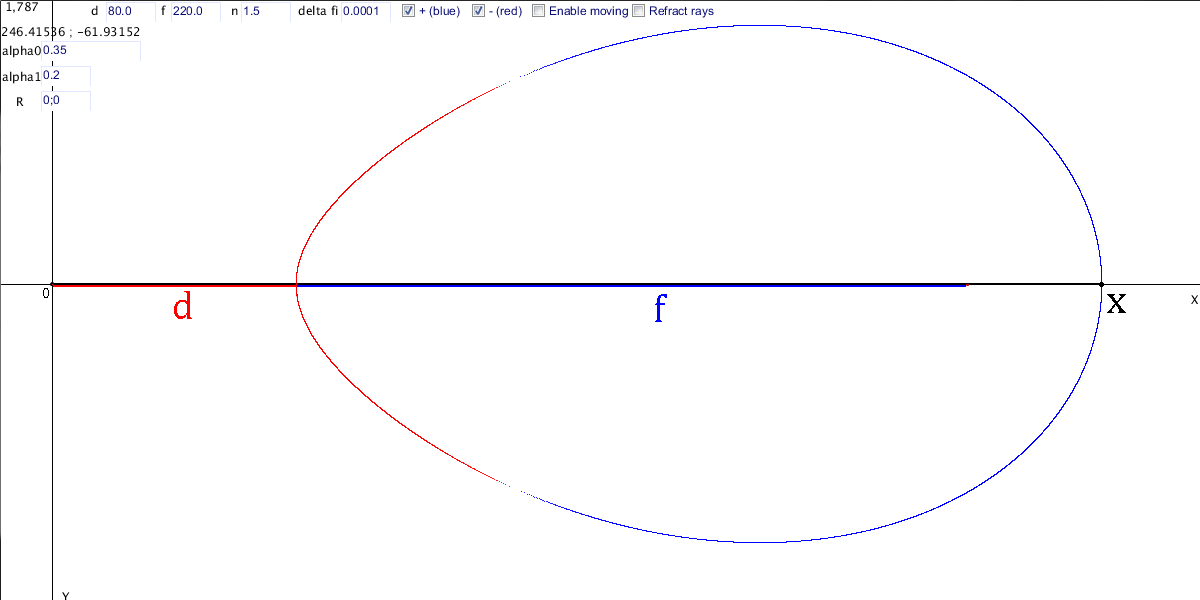 1,787 d 80.0 f 220.0 n 1.5 delta fi 0.0001 + (blue) - (red) Enable moving Refract rays
246.41536 ; -61.93152
alpha0 0.35
alpha1 0.2
R 0;0
0 d f X X
Y